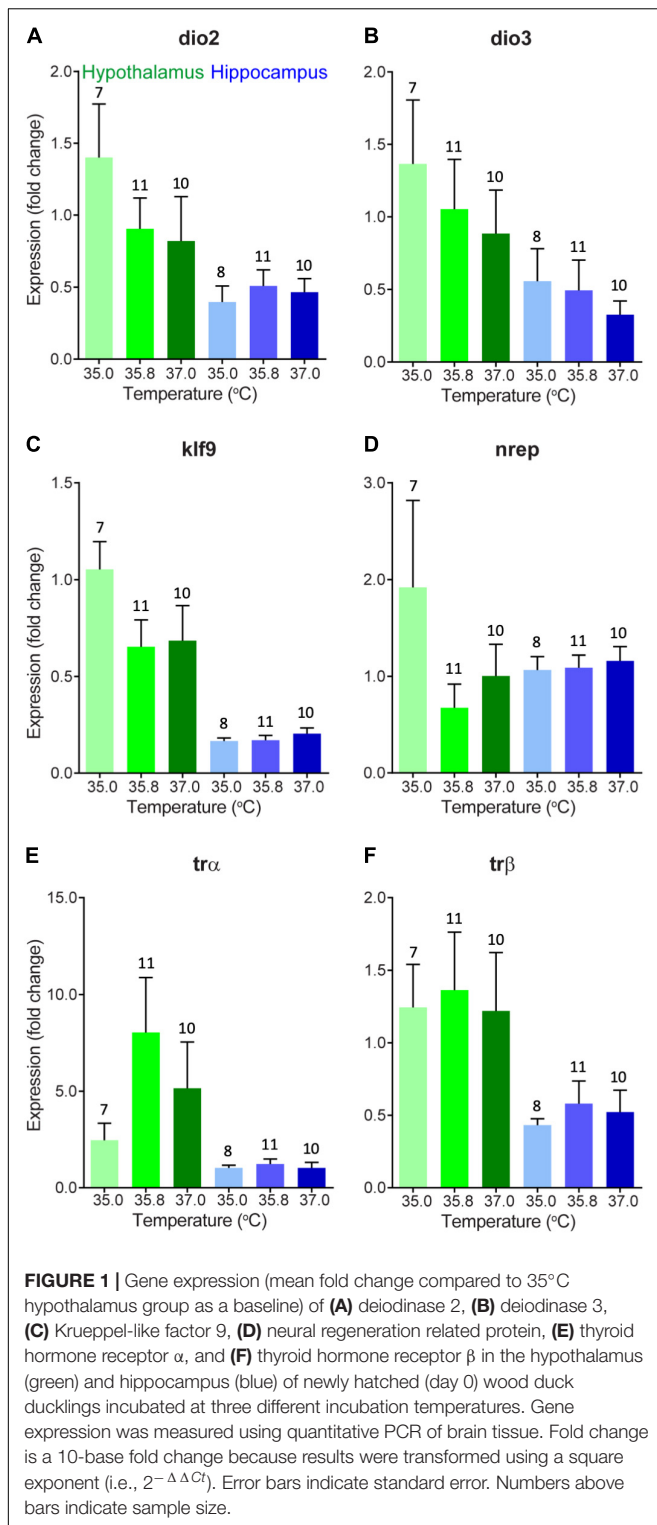 A
dio2
Hypothalamus Hippocampus
Expression (fold change)
2.0
1.5
1.0
0.5
0.0
7
11
10
8
11
10
35.0 35.8 37.0 35.0 35.8 37.0
Temperature (°C)
B
dio3
2.0
1.5
1.0
0.5
0.0
7
11
10
8
11
10
35.0 35.8 37.0 35.0 35.8 37.0
Temperature (°C)
C
klf9
Expression (fold change)
1.5
1.0
0.5
0.0
7
11
10
8
11
10
35.0 35.8 37.0 35.0 35.8 37.0
Temperature (°C)
D
nrep
3.0
2.0
1.0
0.0
7
11
10
8
11
10
35.0 35.8 37.0 35.0 35.8 37.0
Temperature (°C)
E
trα
Expression (fold change)
15.0
10.0
5.0
0.0
7
11
10
8
11
10
35.0 35.8 37.0 35.0 35.8 37.0
Temperature (°C)
F
trβ
2.0
1.5
1.0
0.5
0.0
7
11
10
8
11
10
35.0 35.8 37.0 35.0 35.8 37.0
Temperature (°C)
FIGURE 1 | Gene expression (mean fold change compared to 35°C
hypothalamus group as a baseline) of (A) deiodinase 2, (B) deiodinase 3,
(C) Krueppel-like factor 9, (D) neural regeneration related protein, (E) thyroid
hormone receptor α, and (F) thyroid hormone receptor β in the hypothalamus
(green) and hippocampus (blue) of newly hatched (day 0) wood duck
ducklings incubated at three different incubation temperatures. Gene
expression was measured using quantitative PCR of brain tissue. Fold change
is a 10-base fold change because results were transformed using a square
exponent (i.e., 2−ΔΔCt). Error bars indicate standard error. Numbers above
bars indicate sample size.